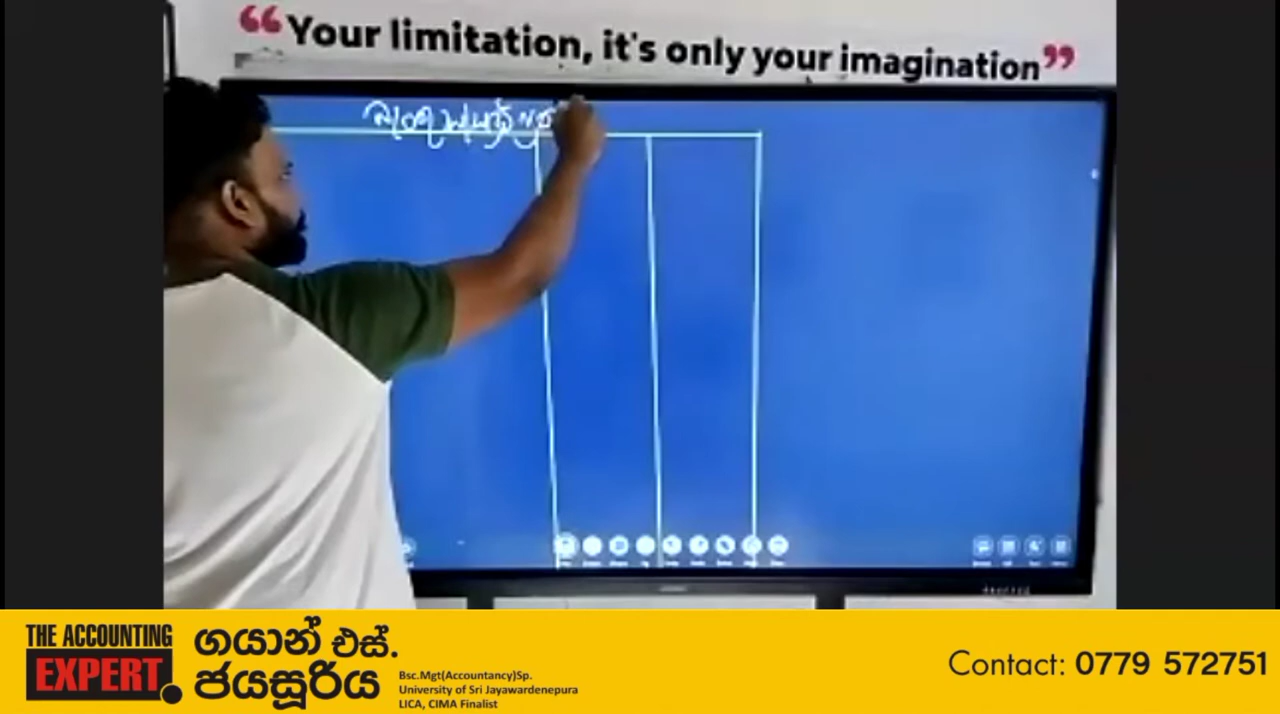 “Your limitation, it's only your imagination”
THE ACCOUNTING
EXPERT.
ගයාන් එස්.
ජයසූරිය
Bsc.Mgt(Accountancy)Sp.
University of Sri Jayawardenepura
LICA, CIMA Finalist
Contact: 0779 572751